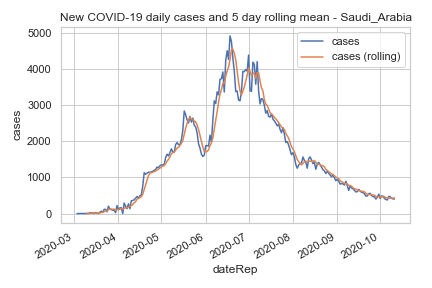 New COVID-19 daily cases and 5 day rolling mean - Saudi_Arabia
cases
cases (rolling)
5000
4000
3000
2000
1000
0
cases
2020-03
2020-04
2020-05
2020-06
2020-07
2020-08
2020-09
2020-10
dateRep